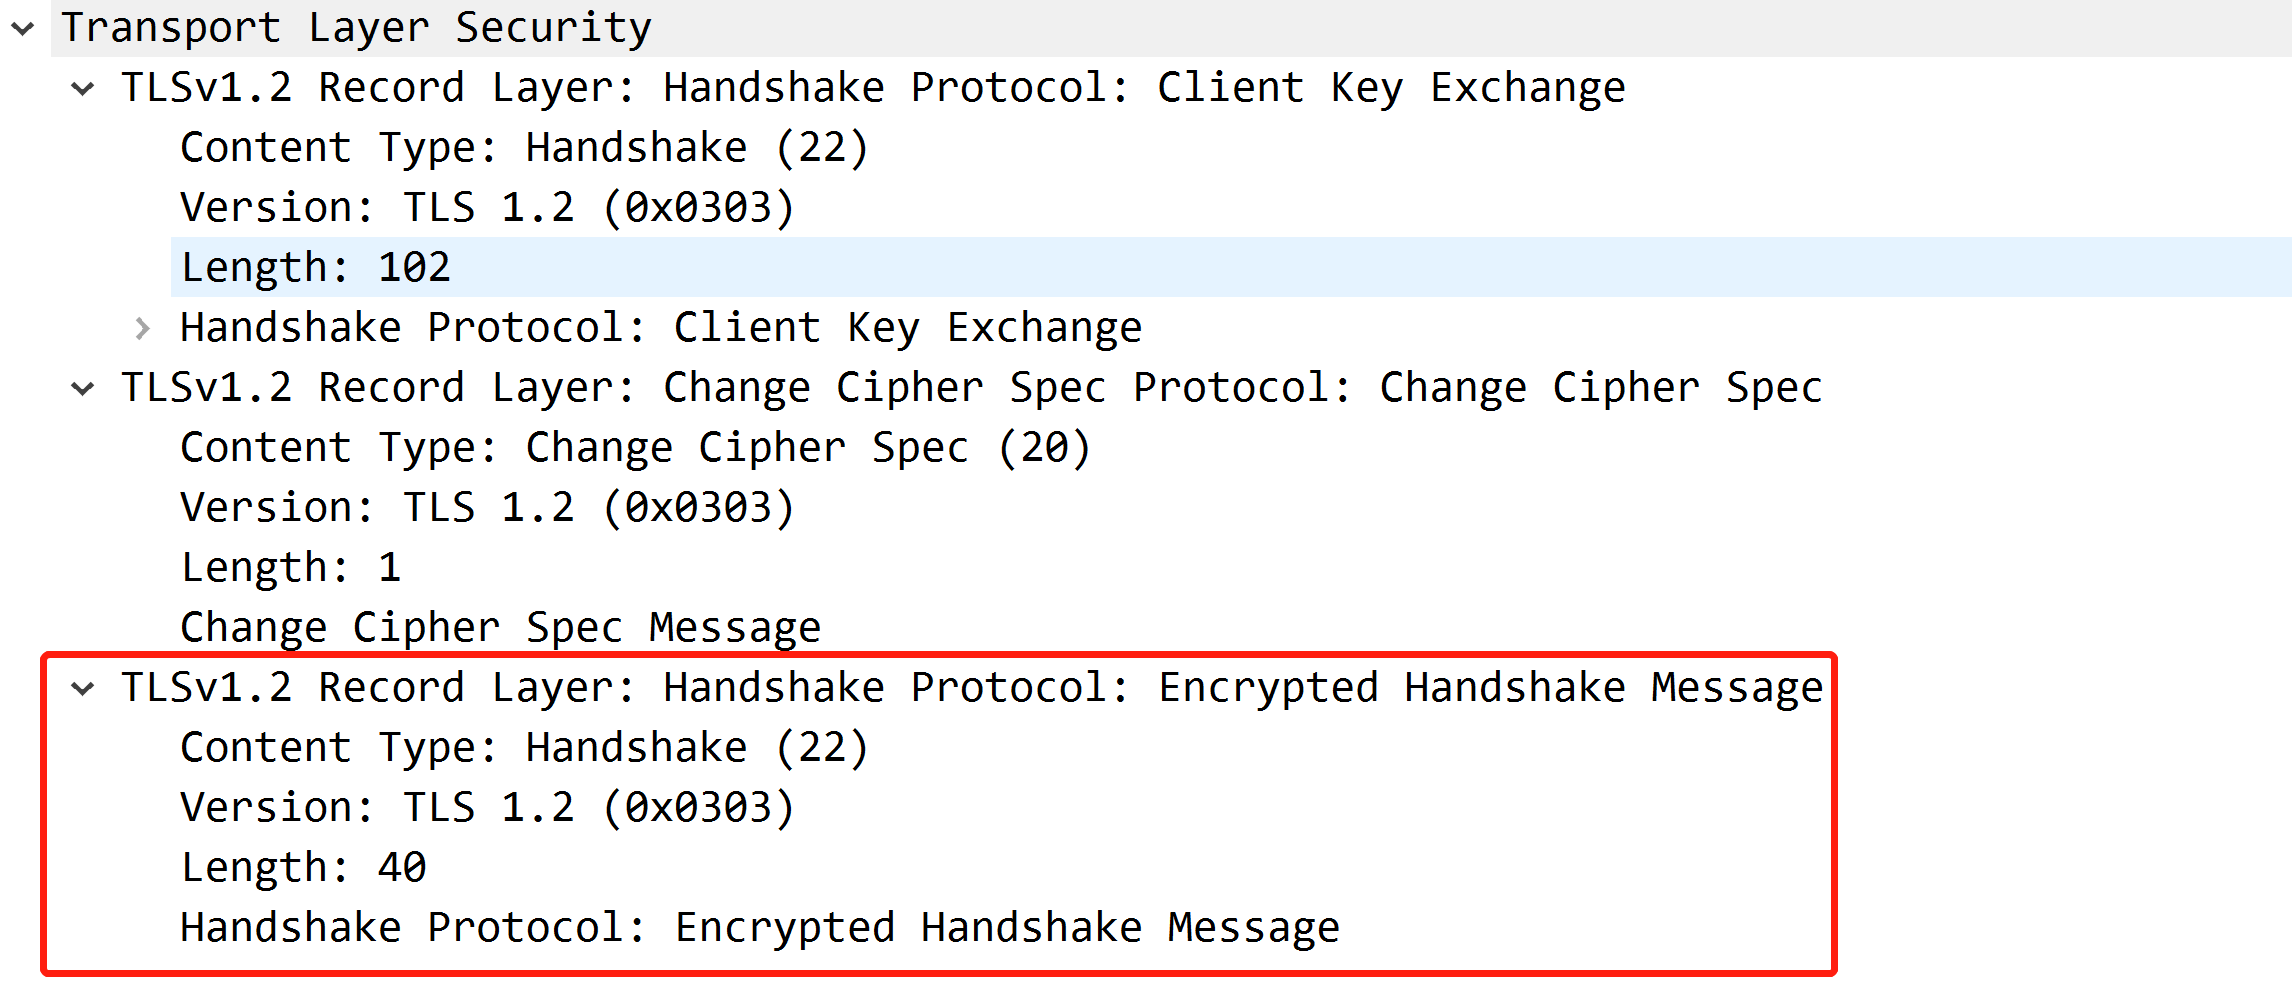 Transport Layer Security
TLSv1.2 Record Layer: Handshake Protocol: Client Key Exchange
Content Type: Handshake (22)
Version: TLS 1.2 (0x0303)
Length: 102
Handshake Protocol: Client Key Exchange
TLSv1.2 Record Layer: Change Cipher Spec Protocol: Change Cipher Spec
Content Type: Change Cipher Spec (20)
Version: TLS 1.2 (0x0303)
Length: 1
Change Cipher Spec Message
TLSv1.2 Record Layer: Handshake Protocol: Encrypted Handshake Message
Content Type: Handshake (22)
Version: TLS 1.2 (0x0303)
Length: 40
Handshake Protocol: Encrypted Handshake Message